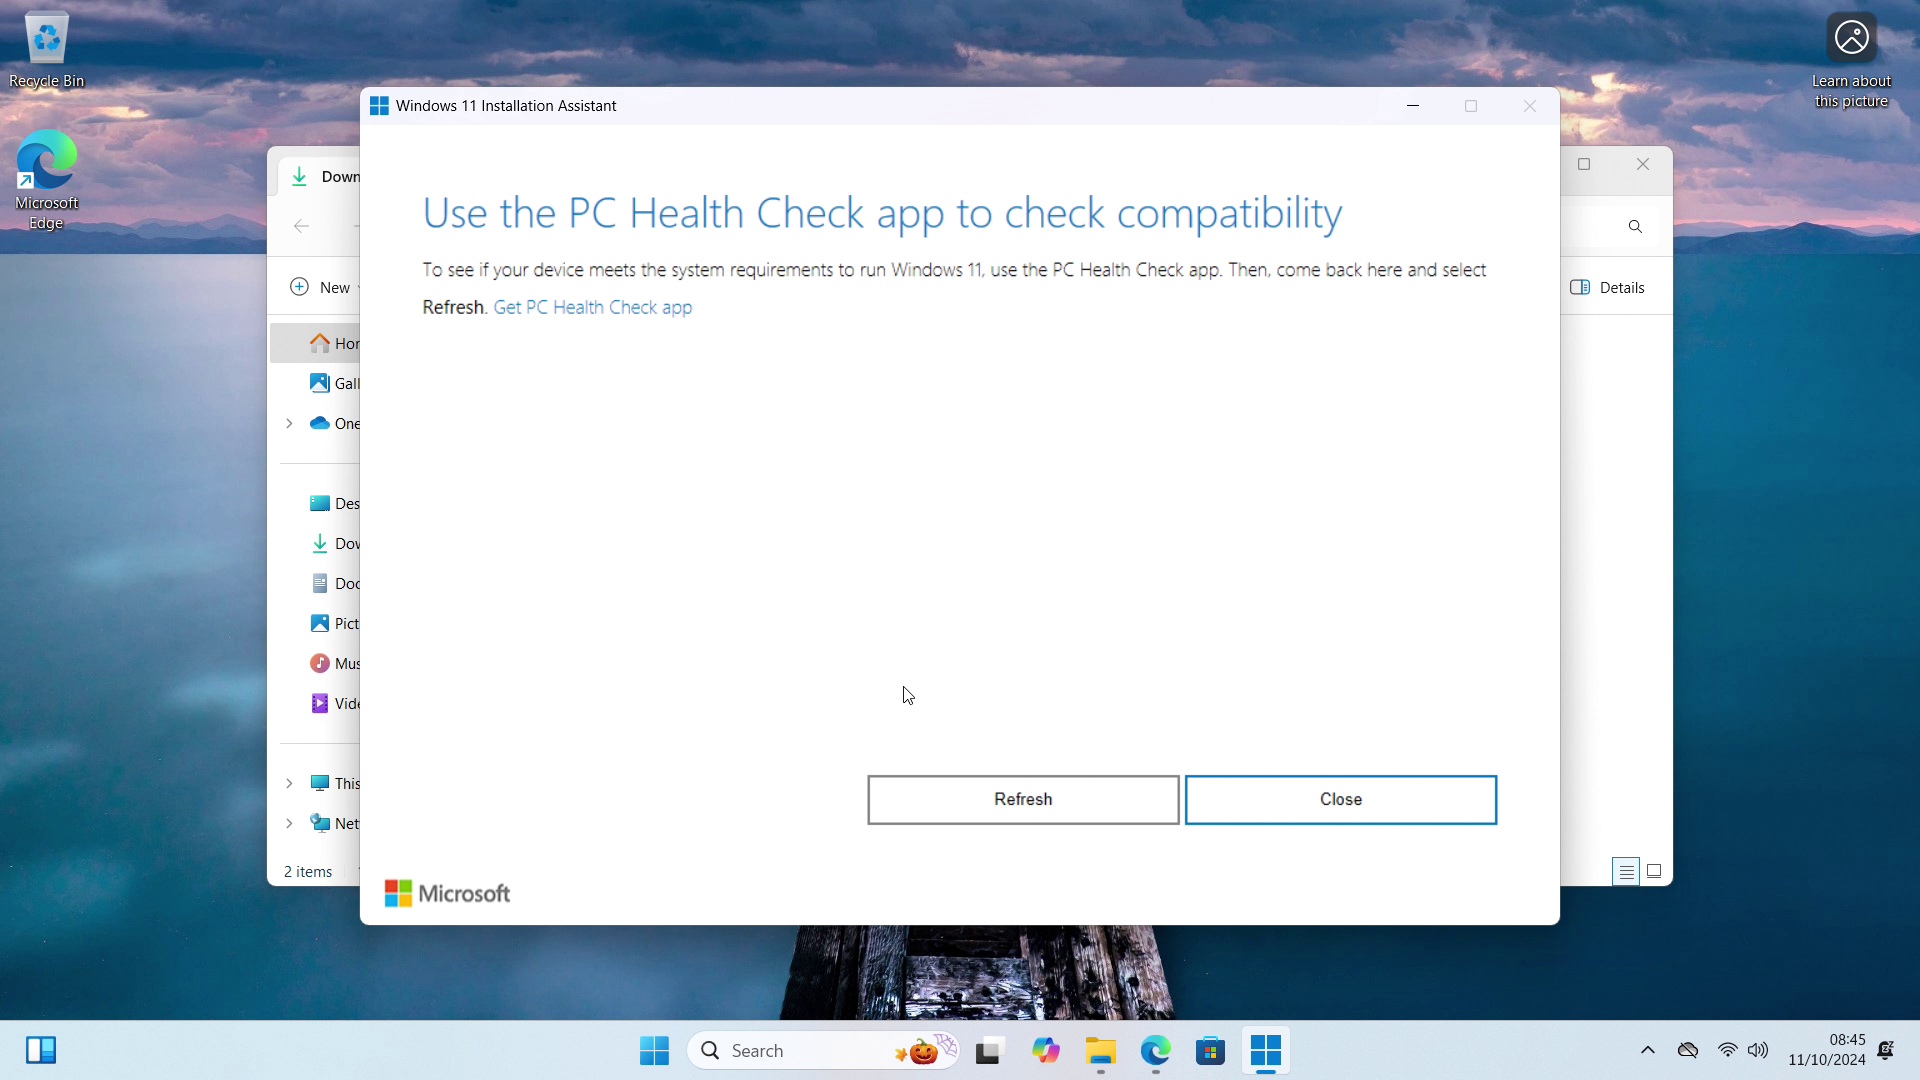 Recycle Bin
Microsoft
Edge
Learn about
this picture
Windows 11 Installation Assistant
Use the PC Health Check app to check compatibility
To see if your device meets the system requirements to run Windows 11, use the PC Health Check app. Then, come back here and select
Refresh. Get PC Health Check app
Refresh
Close
Microsoft
Down
New
Details
Hor
Gall
One
Des
Dow
Doc
Pict
Mus
Vide
This
Net
2 items
Search
08:45
11/10/2024